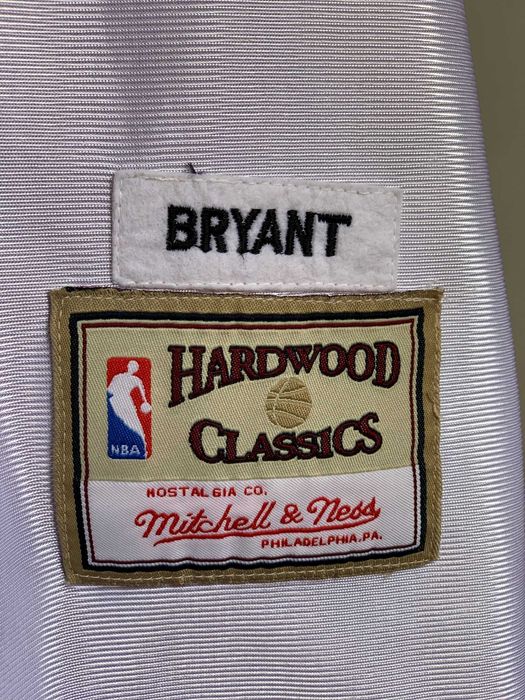 BRYANT
HARDWOOD
CLASSICS
NBA
NOSTALGIA CO.
Mitchell & Ness
PHILADELPHIA, PA.